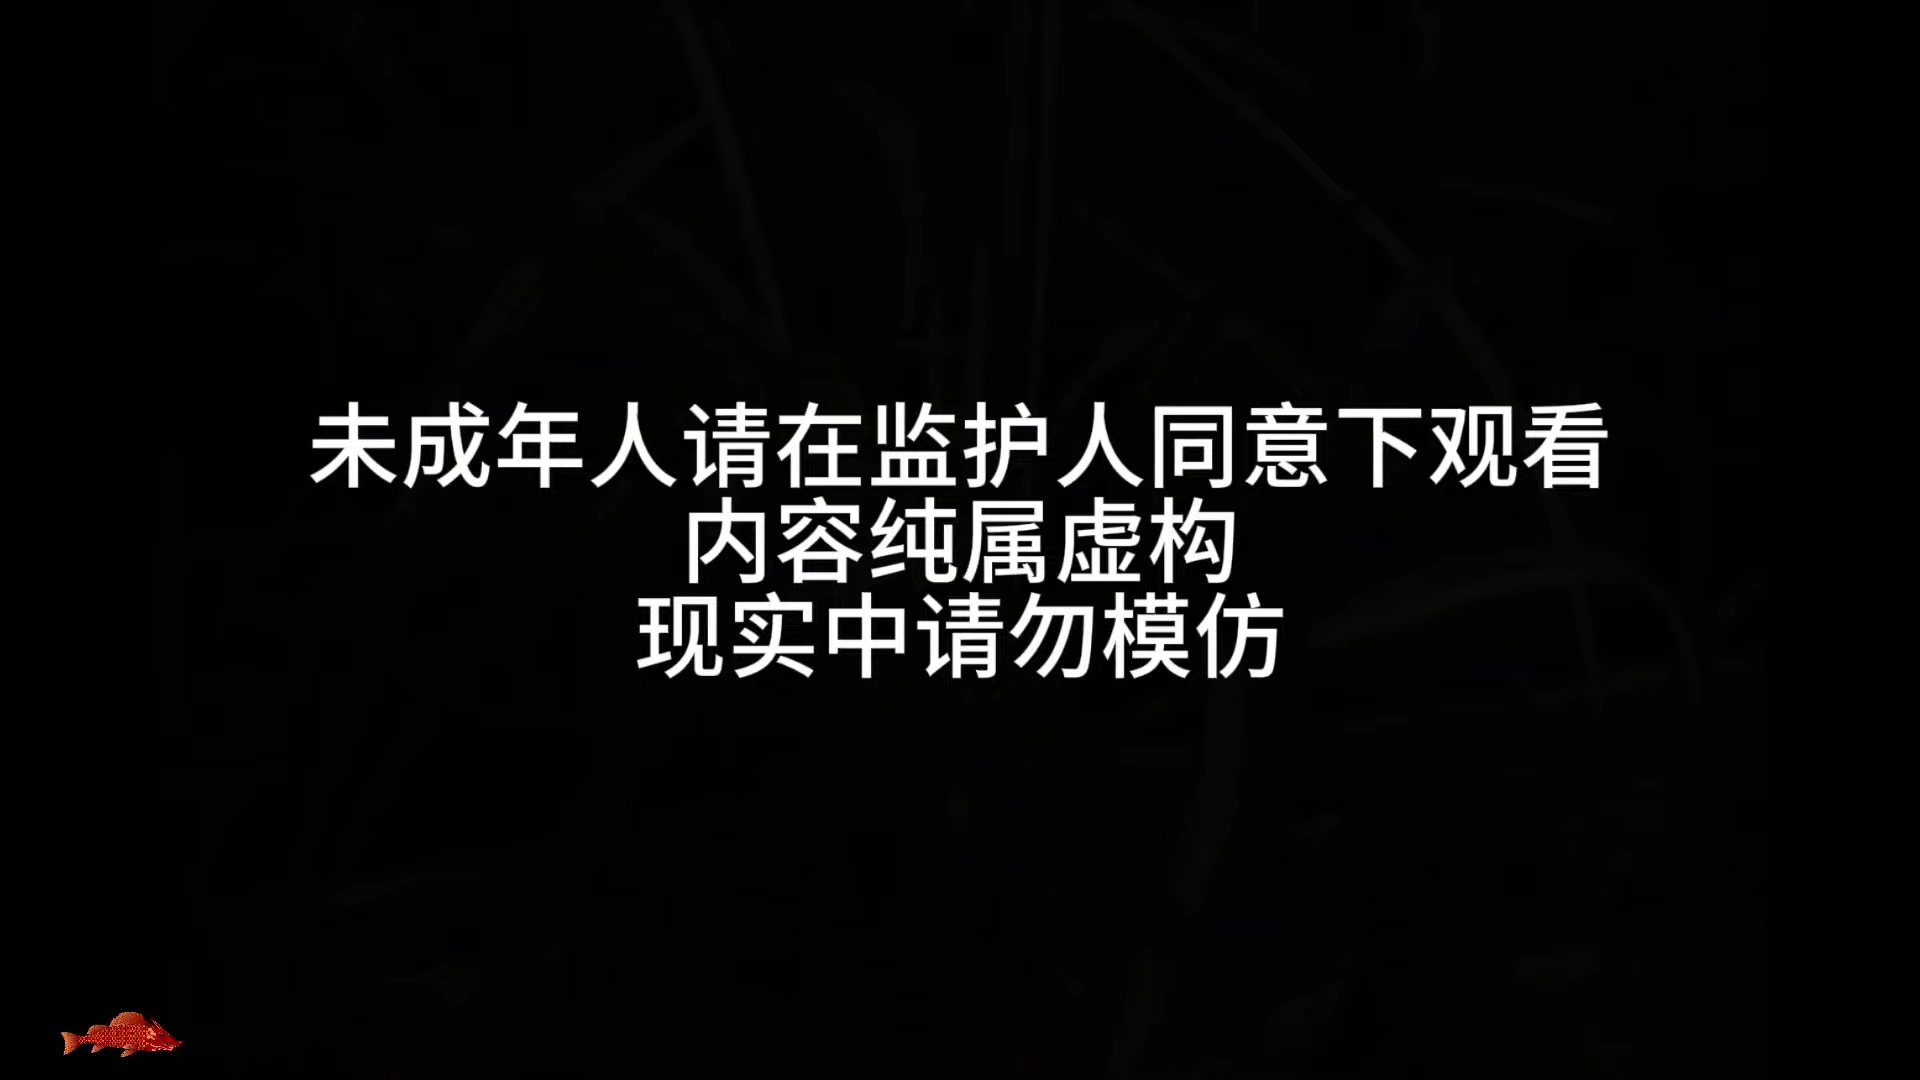 未成年人请在监护人同意下观看
内容纯属虚构
现实中请勿模仿